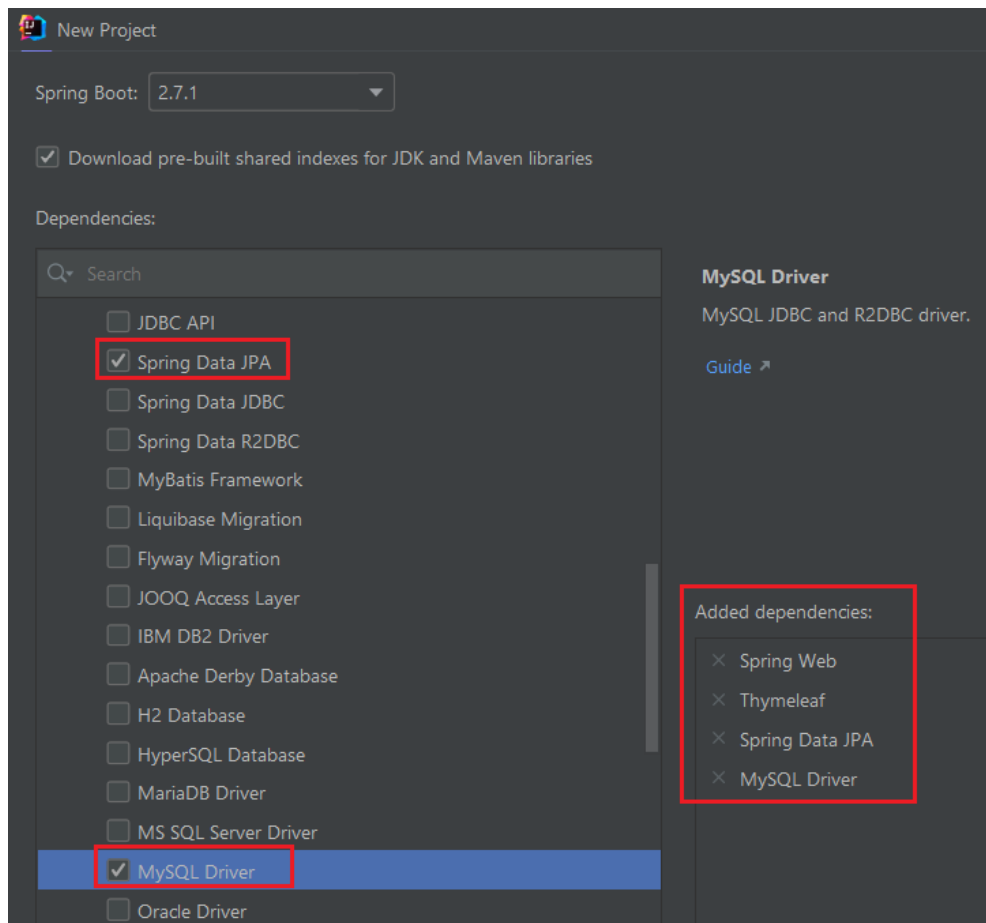 New Project
Spring Boot: 2.7.1
Download pre-built shared indexes for JDK and Maven libraries
Dependencies:
Search
JDBC API
Spring Data JPA
Spring Data JDBC
Spring Data R2DBC
MyBatis Framework
Liquibase Migration
Flyway Migration
JOOQ Access Layer
IBM DB2 Driver
Apache Derby Database
H2 Database
HyperSQL Database
MariaDB Driver
MS SQL Server Driver
MySQL Driver
Oracle Driver
MySQL Driver
MySQL JDBC and R2DBC driver.
Guide
Added dependencies:
Spring Web
Thymeleaf
Spring Data JPA
MySQL Driver